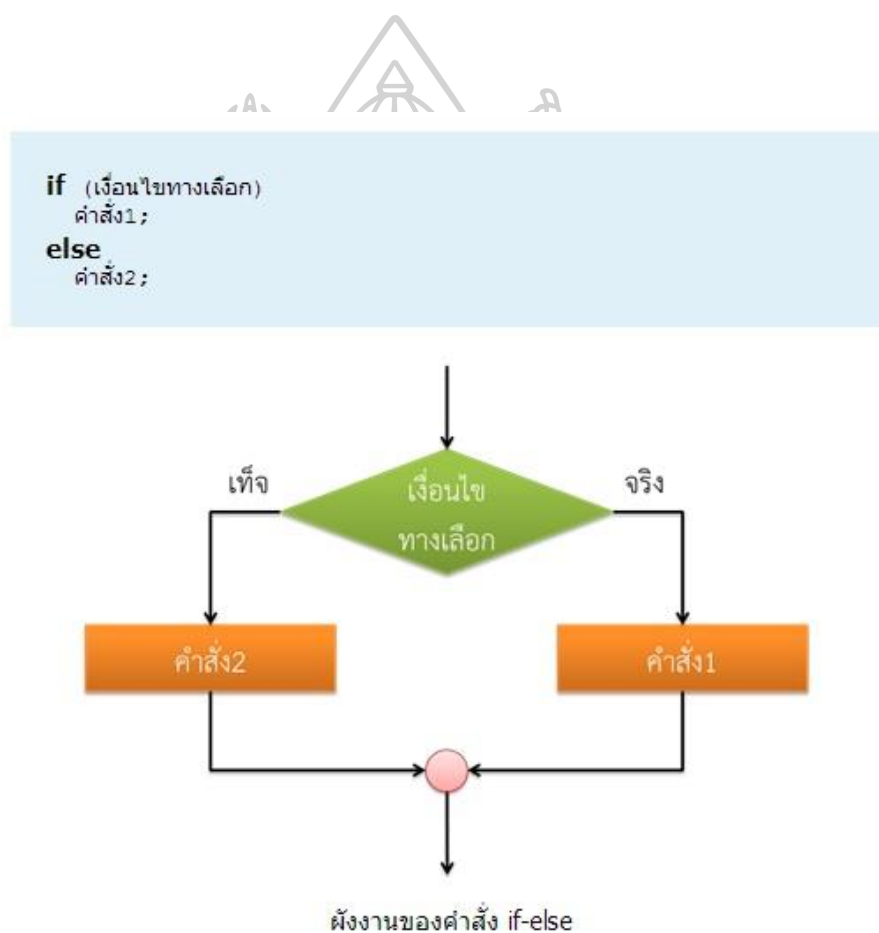 if (เงื่อนไขทางเลือก)
คำสั่ง1;
else
คำสั่ง2;
เท็จ
เงื่อนไข
ทางเลือก
จริง
คำสั่ง2
คำสั่ง1
ผังงานของคำสั่ง if-else